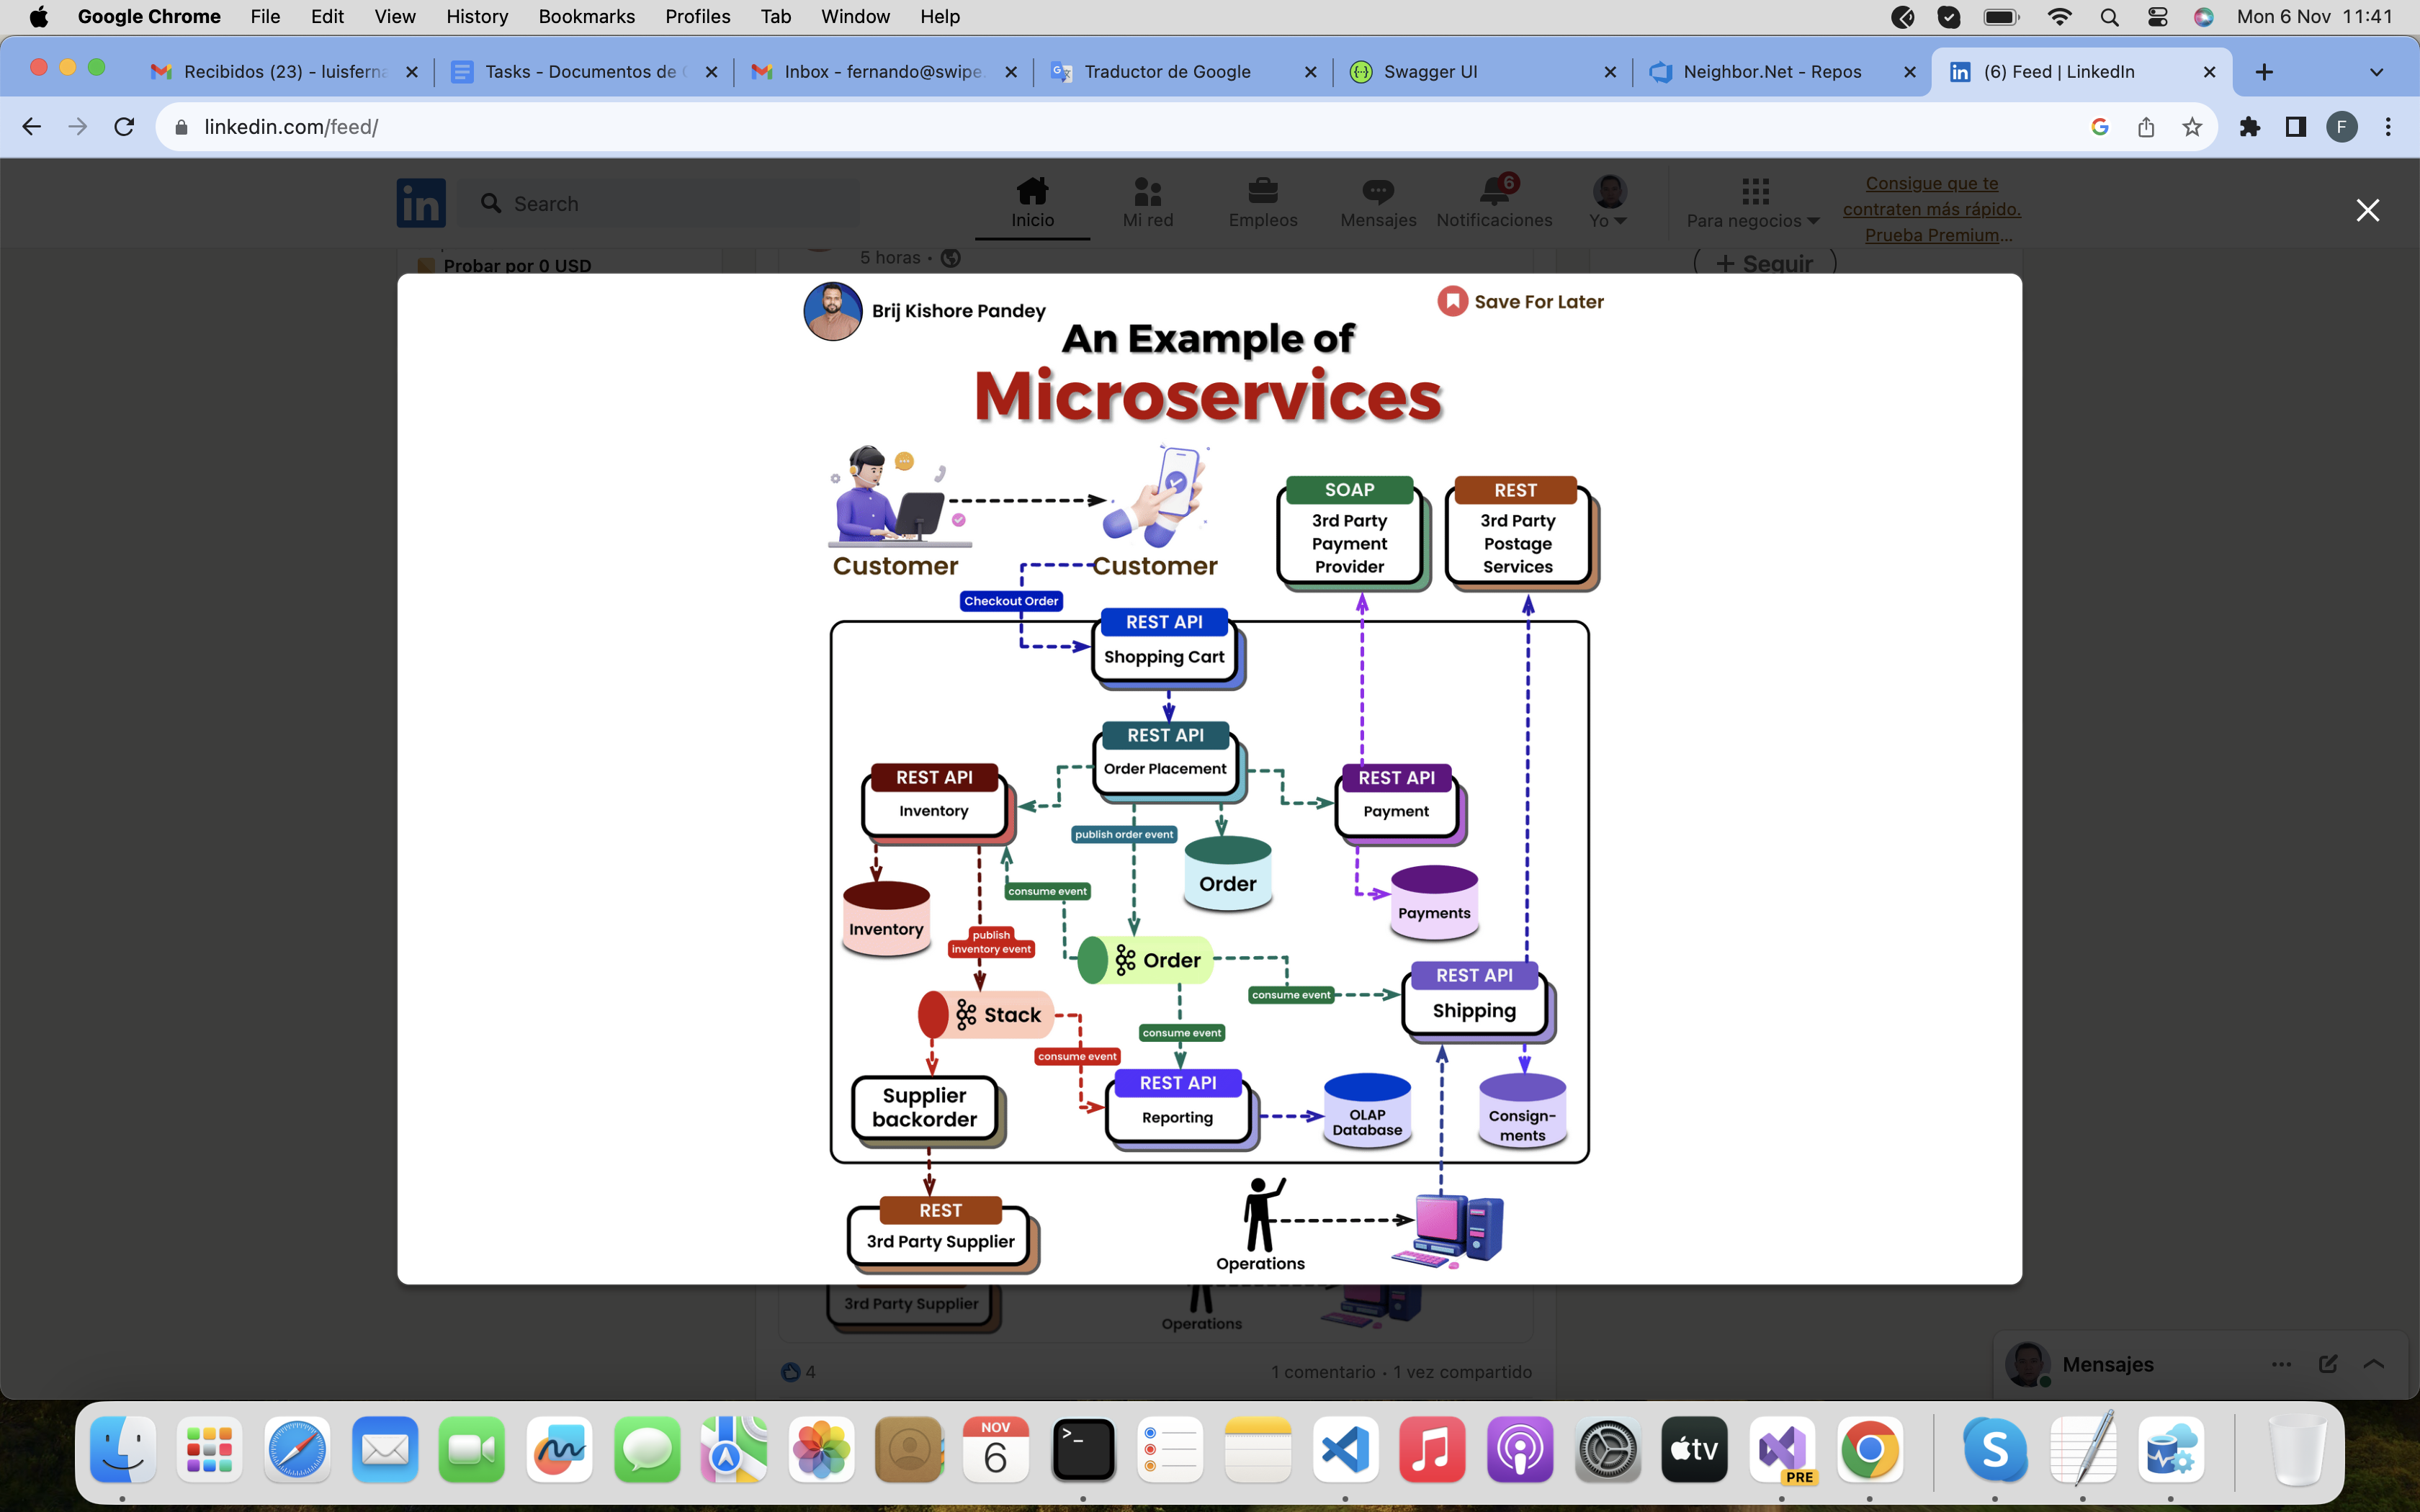 Google Chrome File Edit View History Bookmarks Profiles Tab Window Help Mon 6 Nov 11:41
Recibidos (23) - luisferna Tasks - Documentos de G Inbox - fernando@swipe. Traductor de Google Swagger UI Neighbor.Net - Repos (6) Feed | LinkedIn
linkedin.com/feed/ F
in Search Inicio Mi red Empleos Mensajes 6 Notificaciones Yo Para negocios
Consigue que te
contraten más rápido.
Prueba Premium...
Probar por 0 USD
5 horas •
+ Seguir
Brij Kishore Pandey
Save For Later
An Example of
Microservices
Customer
Customer
SOAP
3rd Party
Payment
Provider
REST
3rd Party
Postage
Services
Checkout Order
REST API
Shopping Cart
REST API
Order Placement
REST API
Inventory
REST API
Payment
publish order event
Order
consume event
Payments
Inventory
publish
inventory event
Order
REST API
Shipping
consume event
Stack
consume event
consume event
Supplier
backorder
REST API
Reporting
OLAP
Database
Consign-
ments
REST
3rd Party Supplier
Operations
3rd Party Supplier
Operations
4
1 comentario • 1 vez compartido
Mensajes
NOV
6
tv
PRE
S